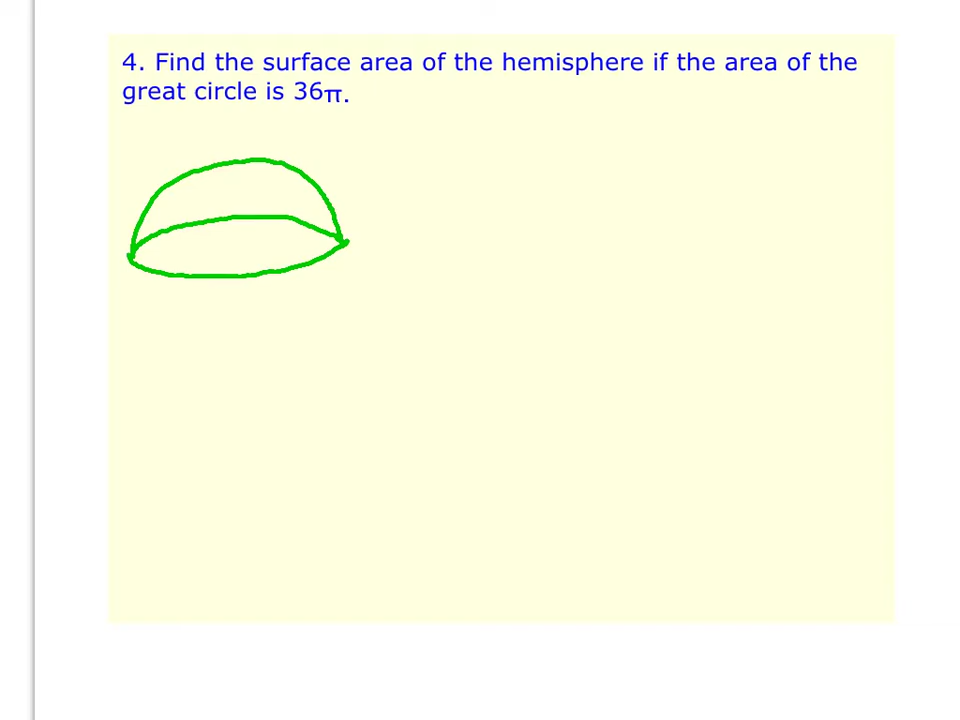 4. Find the surface area of the hemisphere if the area of the
great circle is 36π.